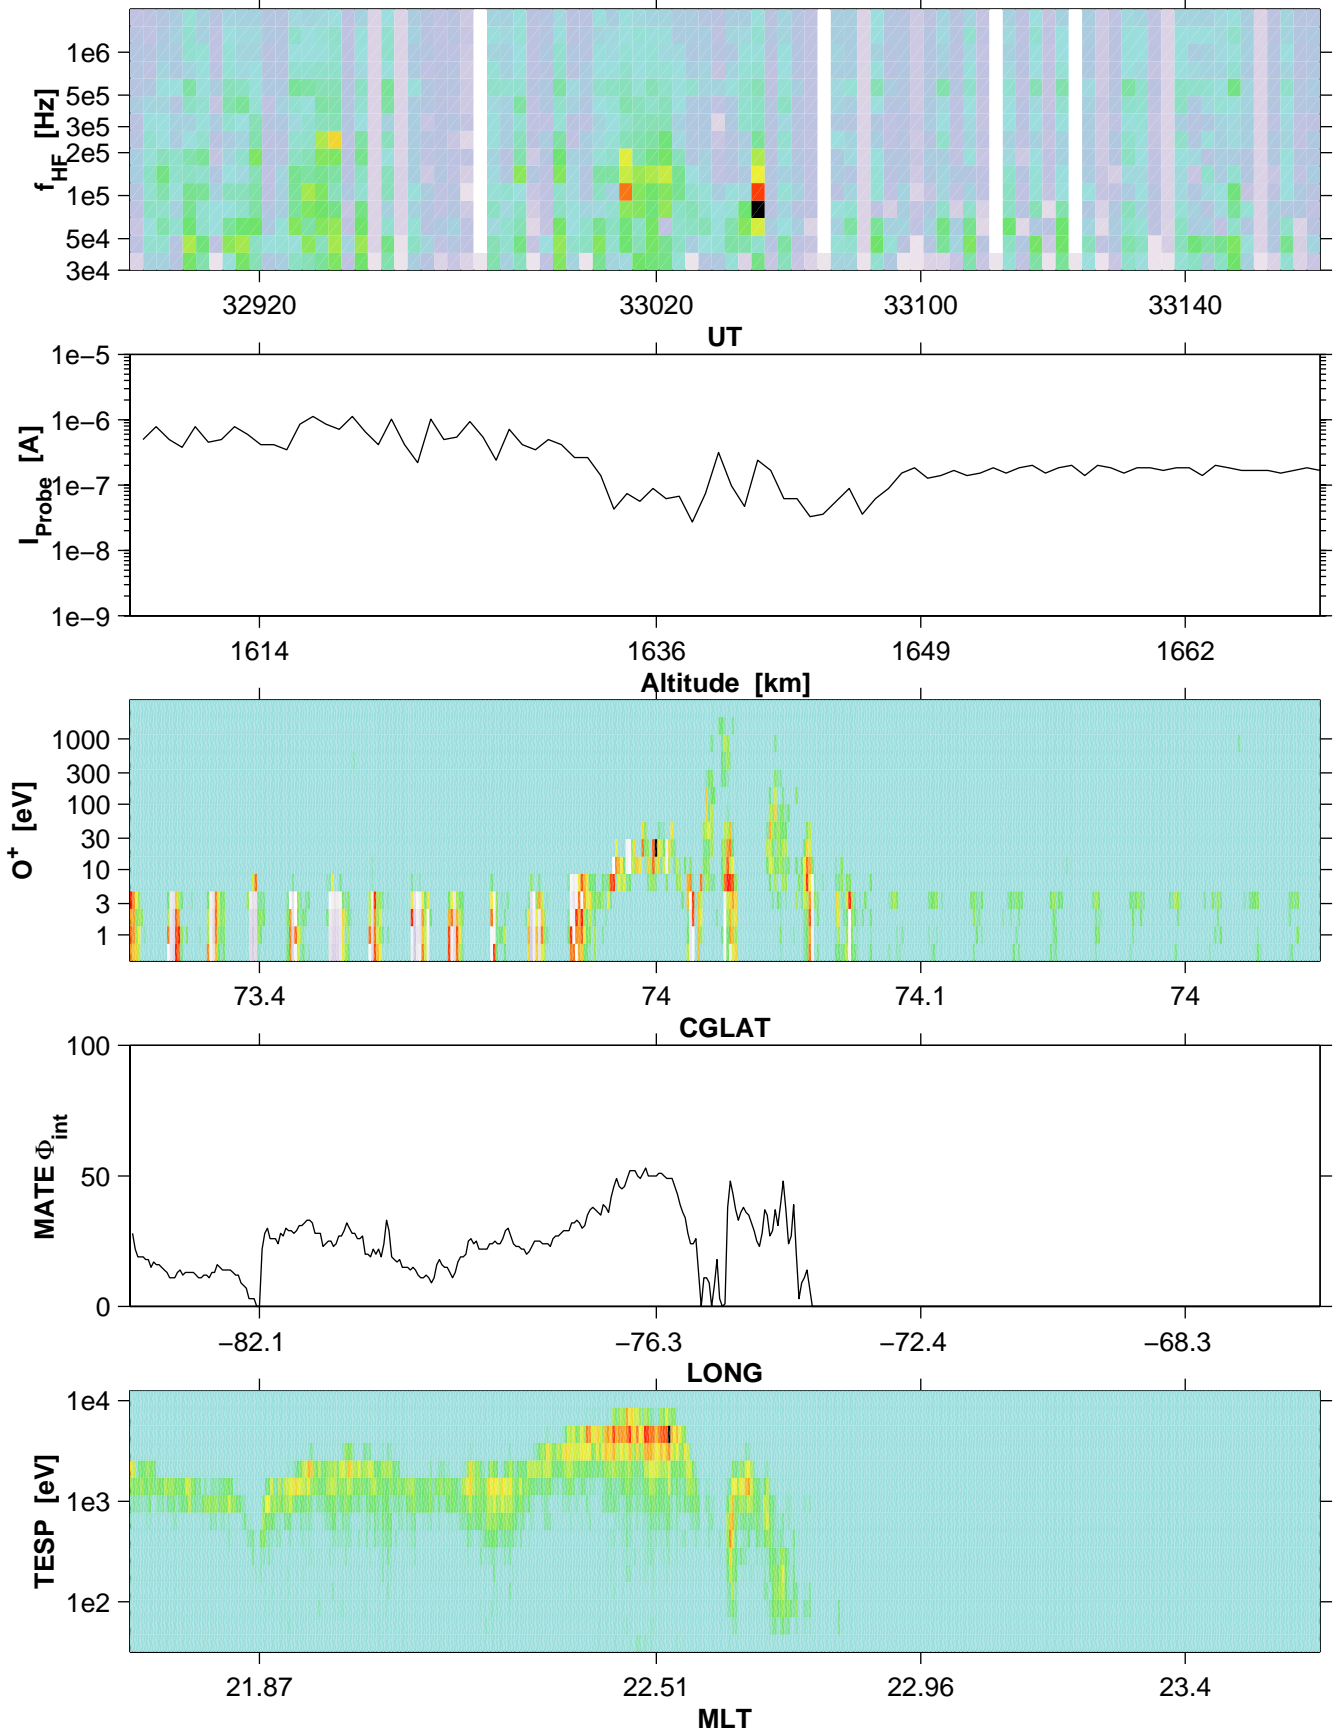 1e6
5e5
3e5
2e5
1e5
5e4
3e4
f_HF [Hz]
32920 33020 33100 33140
UT
1e−5
1e−6
1e−7
1e−8
1e−9
I_Probe [A]
1614 1636 1649 1662
Altitude [km]
1000
300
100
30
10
3
1
O⁺ [eV]
73.4 74 74.1 74
CGLAT
100
50
0
MATE Φ_int
−82.1 −76.3 −72.4 −68.3
LONG
1e4
1e3
1e2
TESP [eV]
21.87 22.51 22.96 23.4
MLT